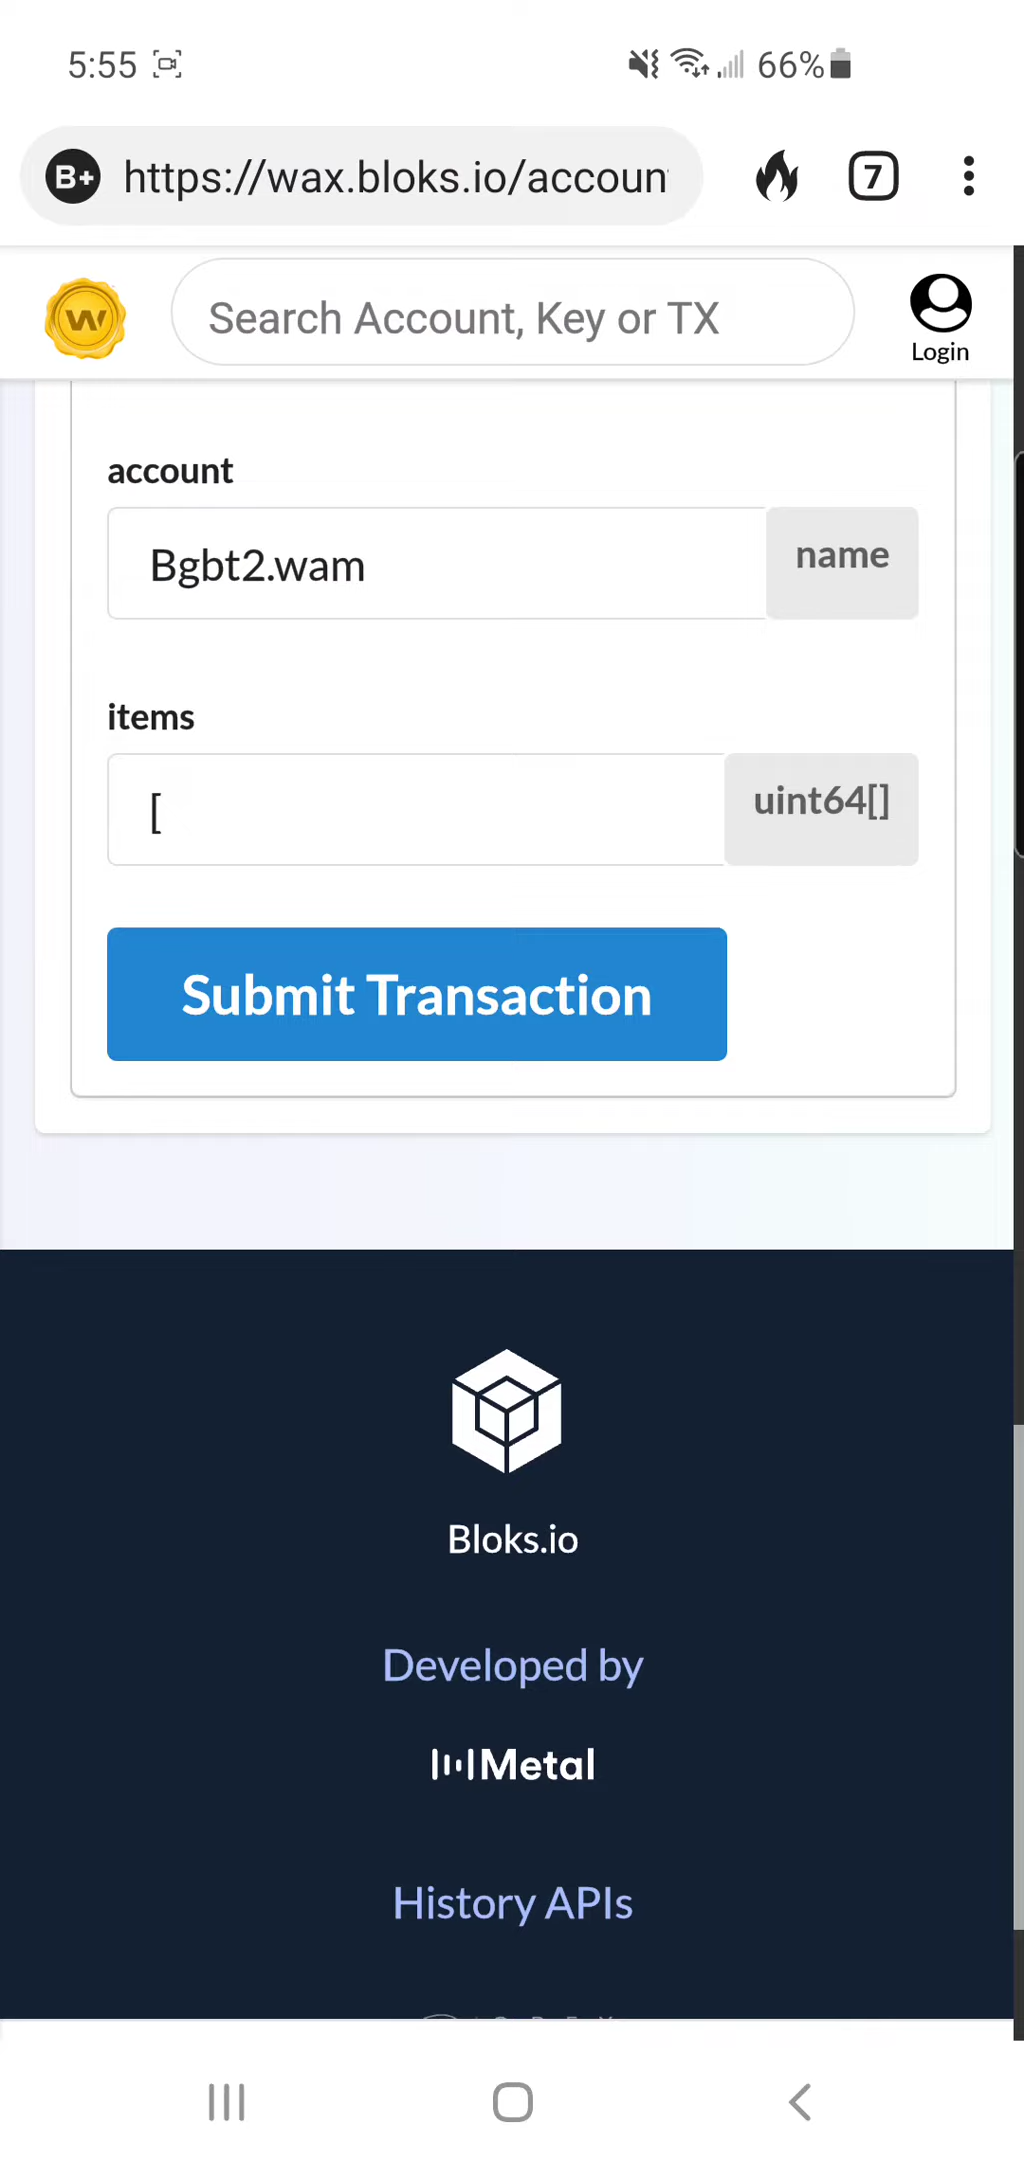 5:55
66%
B+ https://wax.bloks.io/accoun
7
W
Search Account, Key or TX
Login
account
Bgbt2.wam
name
items
[
uint64[]
Submit Transaction
Bloks.io
Developed by
Metal
History APIs